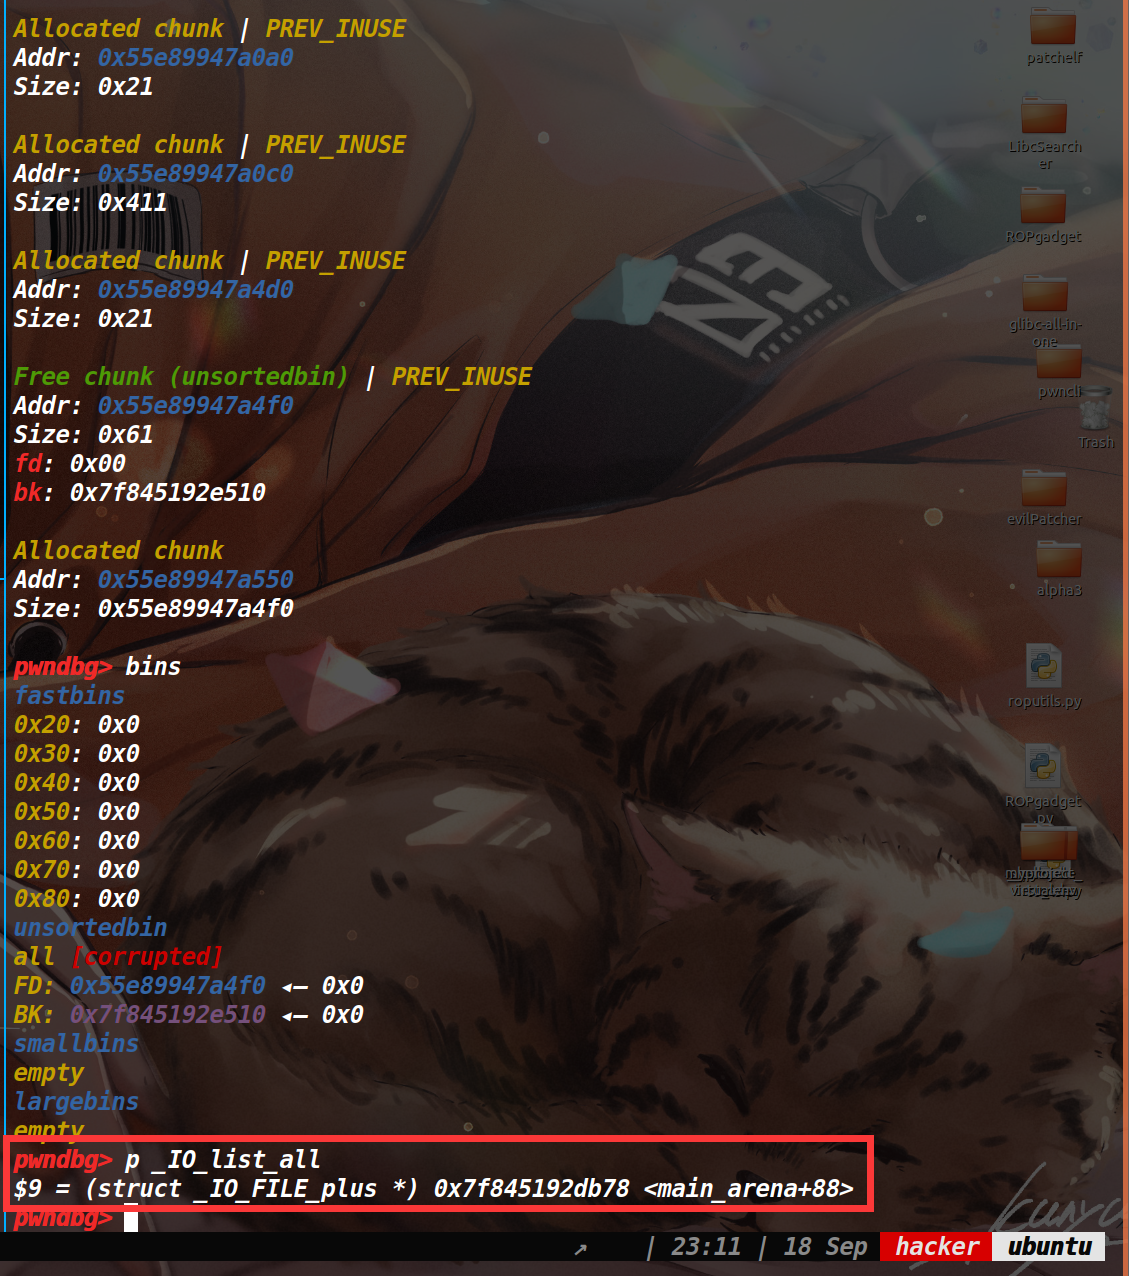 Allocated chunk | PREV_INUSE
Addr: 0x55e89947a0a0
Size: 0x21
Allocated chunk | PREV_INUSE
Addr: 0x55e89947a0c0
Size: 0x411
Allocated chunk | PREV_INUSE
Addr: 0x55e89947a4d0
Size: 0x21
Free chunk (unsortedbin) | PREV_INUSE
Addr: 0x55e89947a4f0
Size: 0x61
fd: 0x00
bk: 0x7f845192e510
Allocated chunk
Addr: 0x55e89947a550
Size: 0x55e89947a4f0
pwndbg> bins
fastbins
0x20: 0x0
0x30: 0x0
0x40: 0x0
0x50: 0x0
0x60: 0x0
0x70: 0x0
0x80: 0x0
unsortedbin
all [corrupted]
FD: 0x55e89947a4f0 ◂— 0x0
BK: 0x7f845192e510 ◂— 0x0
smallbins
empty
largebins
empty
pwndbg> p _IO_list_all
$9 = (struct _IO_FILE_plus *) 0x7f845192db78 <main_arena+88>
pwndbg>
↗ | 23:11 | 18 Sep hacker ubuntu
patchelf
LibcSearch
er
ROPgadget
glibc-all-in-
one
pwncli
Trash
evilPatcher
alpha3
roputils.py
ROPgadget
.py